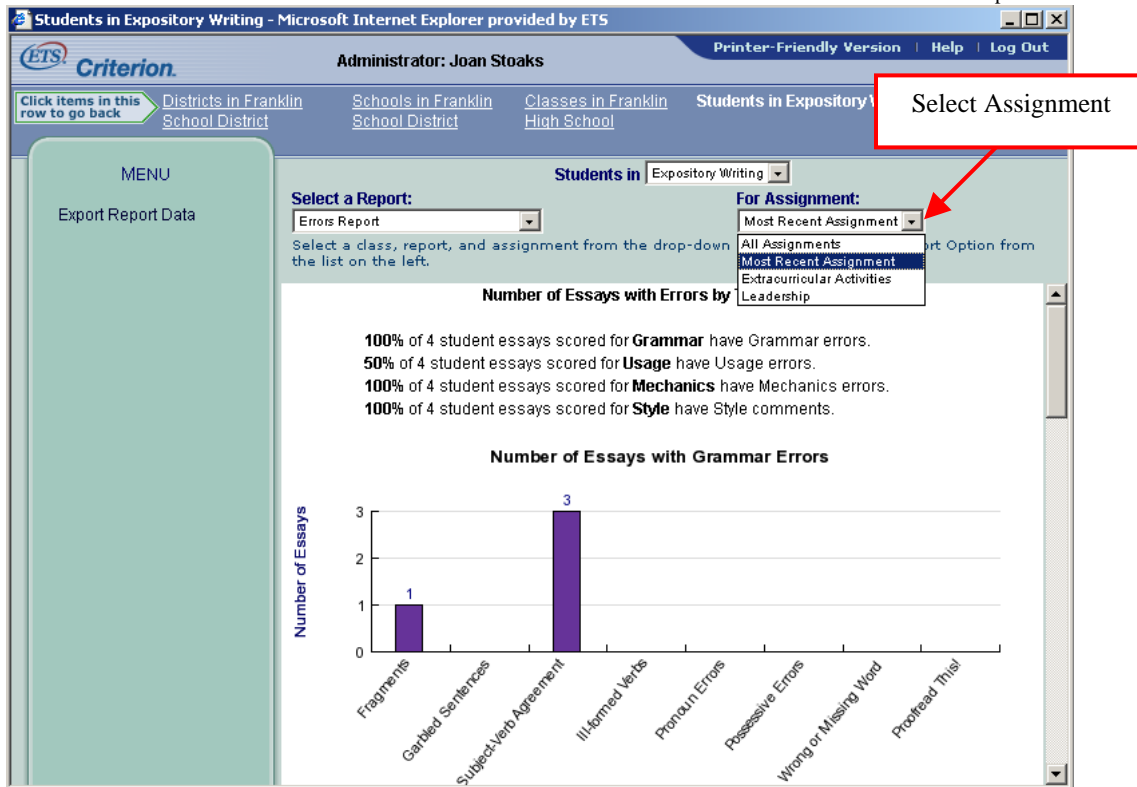 Students in Expository Writing - Microsoft Internet Explorer provided by ETS
ETS Criterion.
Administrator: Joan Stoaks
Printer-Friendly Version | Help | Log Out
Click items in this row to go back
Districts in Franklin School District
Schools in Franklin School District
Classes in Franklin High School
Students in Expository
Select Assignment
MENU
Export Report Data
Students in Expository Writing
Select a Report:
Errors Report
For Assignment:
Most Recent Assignment
All Assignments
Most Recent Assignment
Extracurricular Activities
Leadership
Select a class, report, and assignment from the drop-down
Option from
the list on the left.
Number of Essays with Errors by
100% of 4 student essays scored for Grammar have Grammar errors.
50% of 4 student essays scored for Usage have Usage errors.
100% of 4 student essays scored for Mechanics have Mechanics errors.
100% of 4 student essays scored for Style have Style comments.
Number of Essays with Grammar Errors
Number of Essays
3
2
1
0
1
3
Fragments
Garbled Sentences
Subject-Verb Agreement
Ill-formed Verbs
Pronoun Errors
Possessive Errors
Wrong or Missing Word
Proofread This!